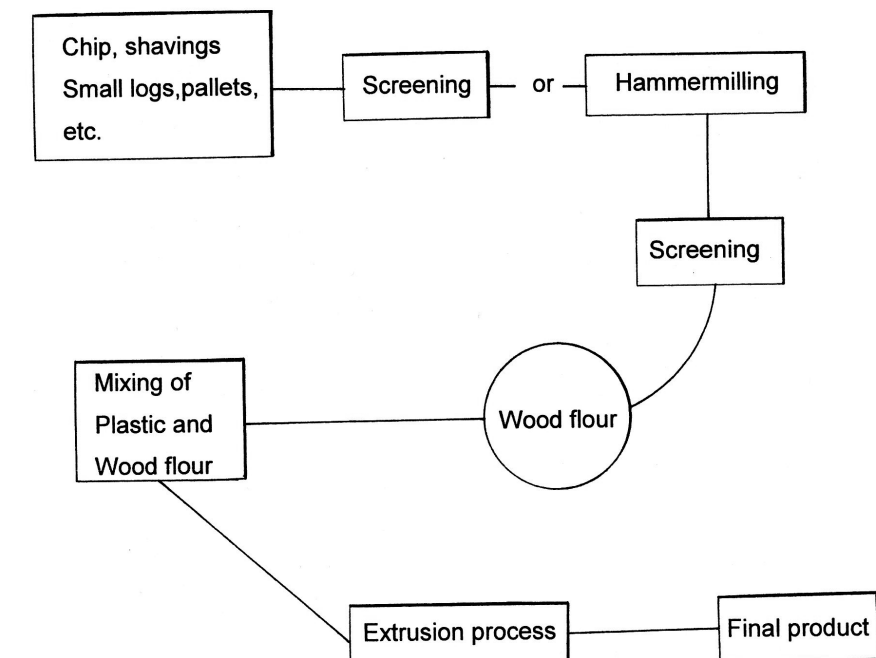 Chip, shavings
Small logs,pallets,
etc.
Screening
or
Hammermilling
Screening
Wood flour
Mixing of
Plastic and
Wood flour
Extrusion process
Final product